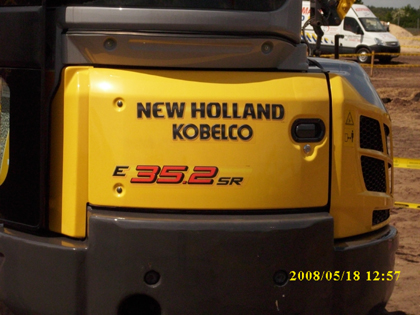 NEW HOLLAND
KOBELCO
E 35.2 SR
2008/05/18 12:57